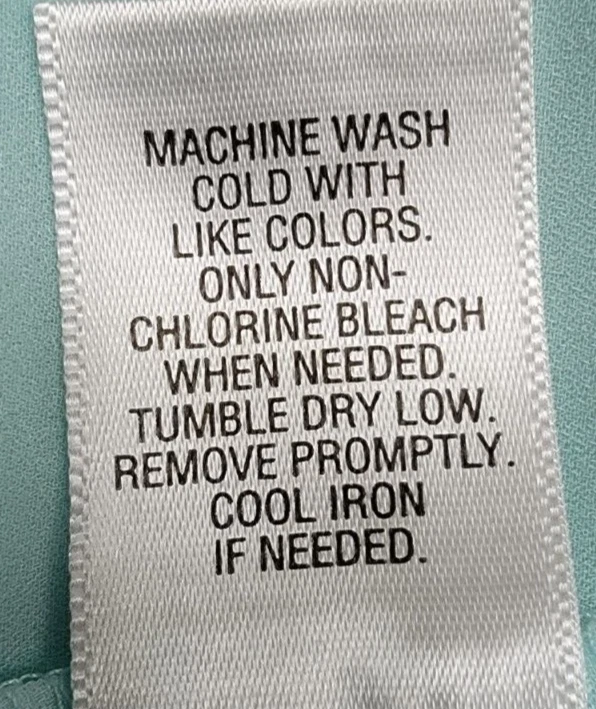 MACHINE WASH
COLD WITH
LIKE COLORS.
ONLY NON-
CHLORINE BLEACH
WHEN NEEDED.
TUMBLE DRY LOW.
REMOVE PROMPTLY.
COOL IRON
IF NEEDED.